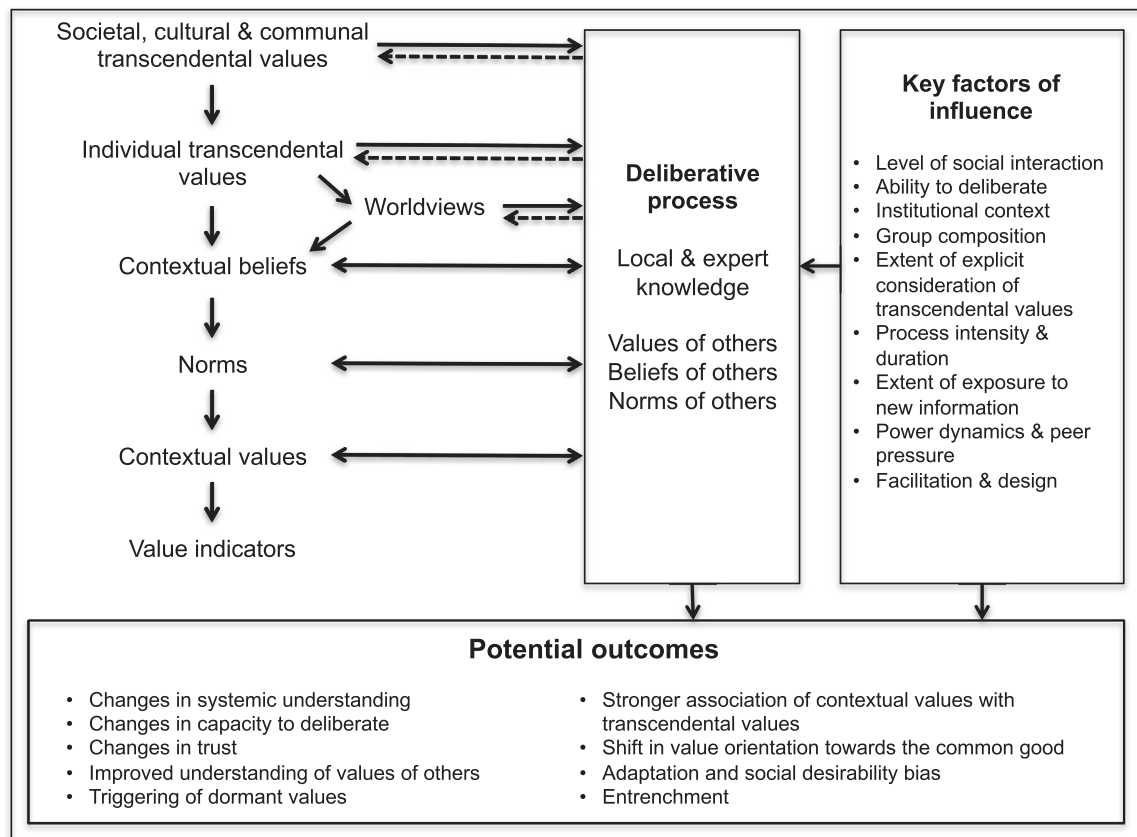 Societal, cultural & communal
transcendental values
Individual transcendental
values
Worldviews
Contextual beliefs
Norms
Contextual values
Value indicators
Deliberative
process
Local & expert
knowledge
Values of others
Beliefs of others
Norms of others
Key factors of
influence
• Level of social interaction
• Ability to deliberate
• Institutional context
• Group composition
• Extent of explicit
consideration of
transcendental values
• Process intensity &
duration
• Extent of exposure to
new information
• Power dynamics & peer
pressure
• Facilitation & design
Potential outcomes
• Changes in systemic understanding
• Changes in capacity to deliberate
• Changes in trust
• Improved understanding of values of others
• Triggering of dormant values
• Stronger association of contextual values with
transcendental values
• Shift in value orientation towards the common good
• Adaptation and social desirability bias
• Entrenchment